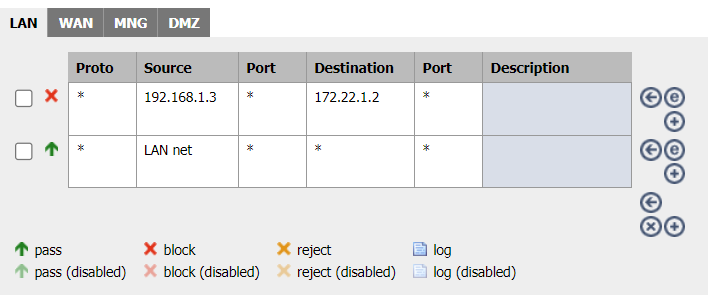 LAN WAN MNG DMZ
Proto Source Port Destination Port Description
* 192.168.1.3 * 172.22.1.2 *
* LAN net * * *
pass block reject log
pass (disabled) block (disabled) reject (disabled) log (disabled)